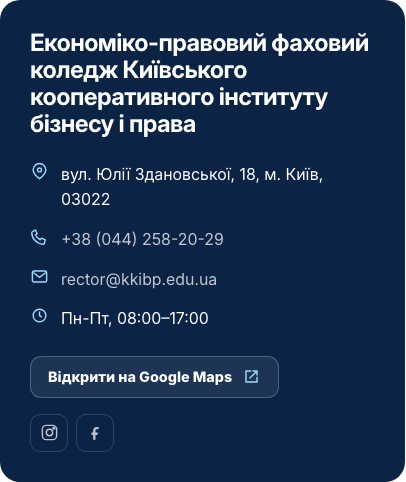 Економіко-правовий фаховий
коледж Київського
кооперативного інституту
бізнесу і права
вул. Юлії Здановської, 18, м. Київ,
03022
+38 (044) 258-20-29
rector@kkibp.edu.ua
Пн-Пт, 08:00–17:00
Відкрити на Google Maps